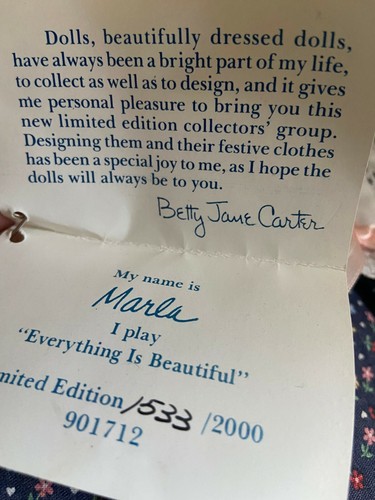 Dolls, beautifully dressed dolls,
have always been a bright part of my life,
to collect as well as to design, and it gives
me personal pleasure to bring you this
new limited edition collectors' group.
Designing them and their festive clothes
has been a special joy to me, as I hope the
dolls will always be to you.
Betty Jane Carter
My name is
Marla
I play
"Everything Is Beautiful"
mited Edition 1533/2000
901712